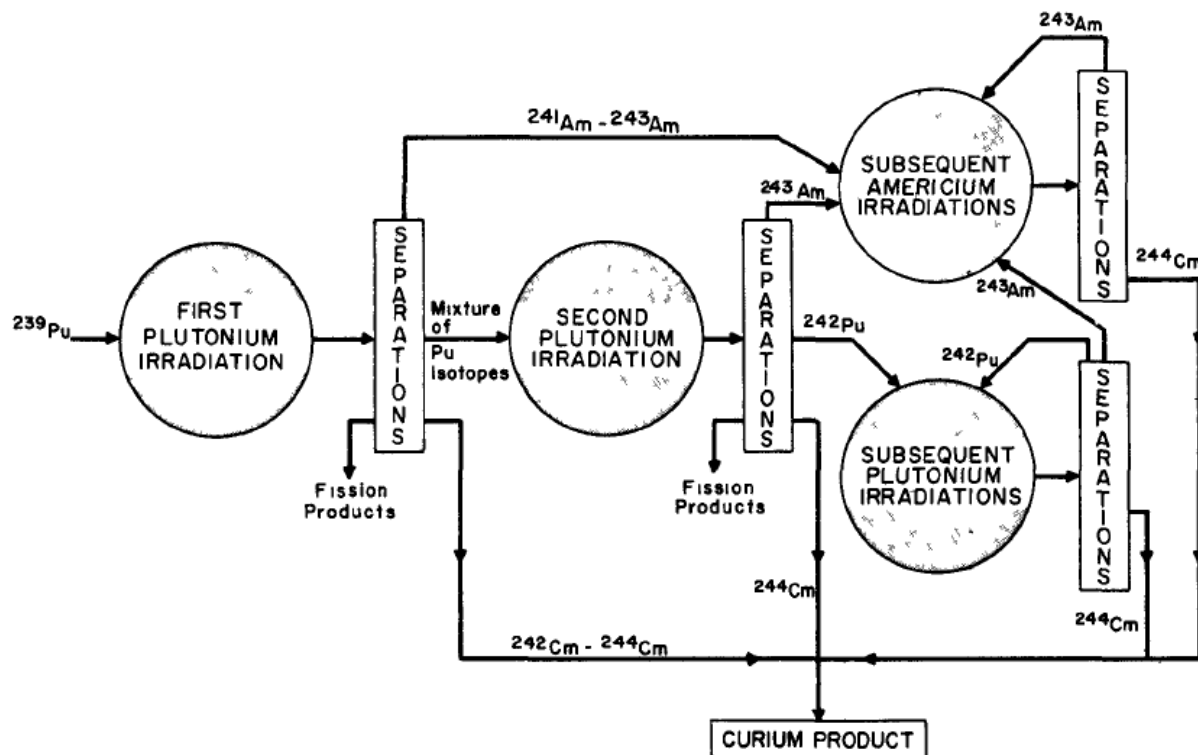 243Am
SEPARATIONS
241Am - 243Am
SUBSEQUENT
AMERICIUM
IRRADIATIONS
243 Am
SEPARATIONS
SEPARATIONS
244Cm
243Am
FIRST
PLUTONIUM
IRRADIATION
239Pu
Mixture
of
Pu
Isotopes
SECOND
PLUTONIUM
IRRADIATION
242Pu
242Pu
SEPARATIONS
SUBSEQUENT
PLUTONIUM
IRRADIATIONS
Fission
Products
Fission
Products
244Cm
244Cm
242Cm - 244Cm
CURIUM PRODUCT